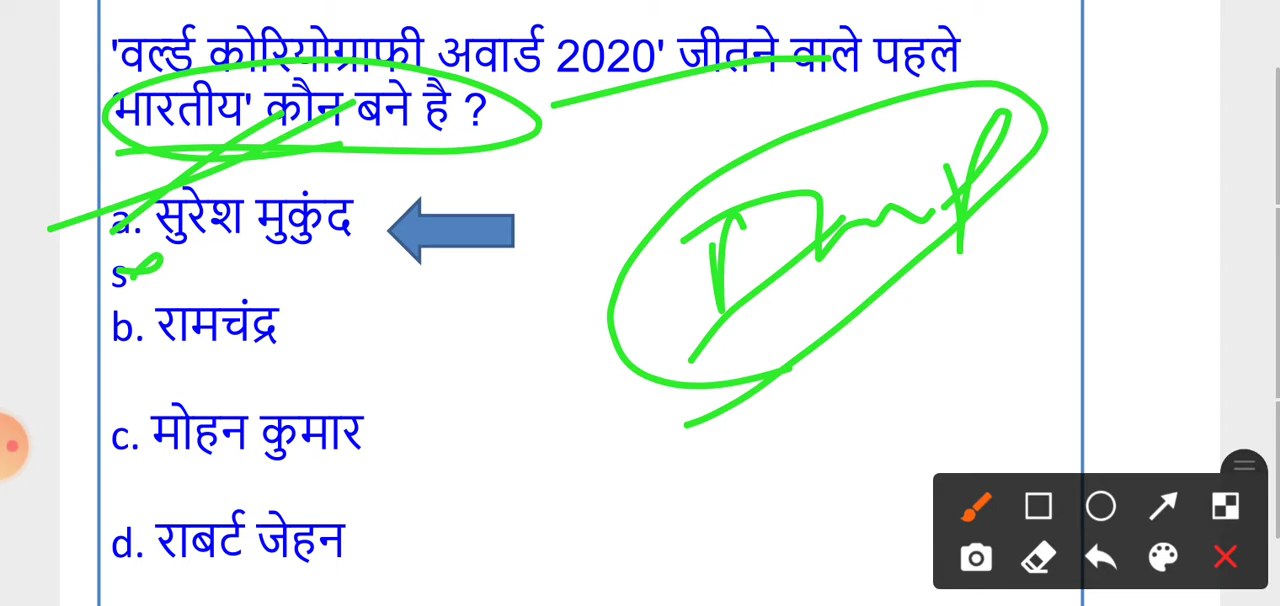 'वर्ल्ड कोरियोग्राफी अवार्ड 2020' जीतने वाले पहले
भारतीय' कौन बने है ?
a. सुरेश मुकुंद
s
b. रामचंद्र
c. मोहन कुमार
d. राबर्ट जेहन